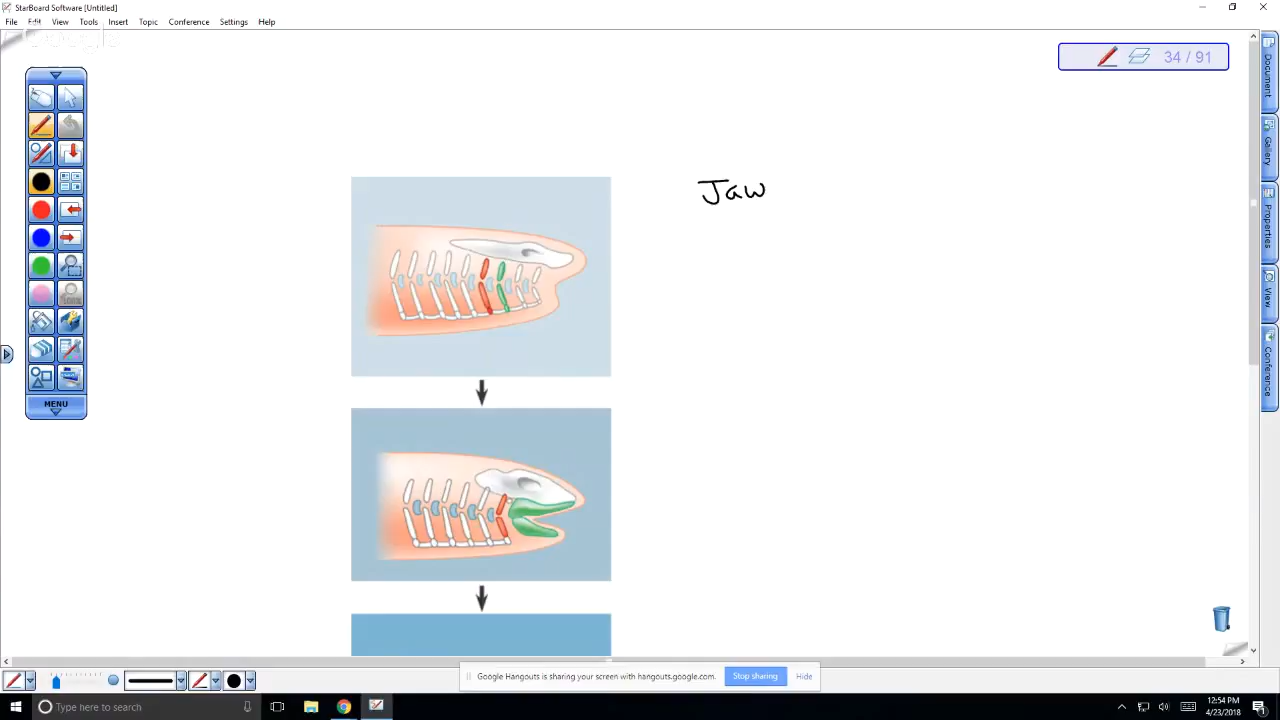 StarBoard Software [Untitled]
File Edit View Tools Insert Topic Conference Settings Help
34 / 91
Document
Gallery
Properties
View
Conference
MENU
Jaw
Google Hangouts is sharing your screen with hangouts.google.com.
Stop sharing
Hide
Type here to search
12:54 PM
4/23/2018